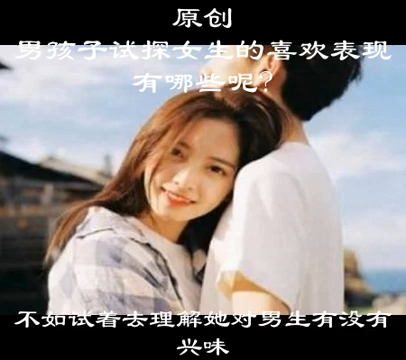 原创
男孩子试探女生的喜欢表现
有哪些呢?
不如试着去理解她对男生有没有
兴味